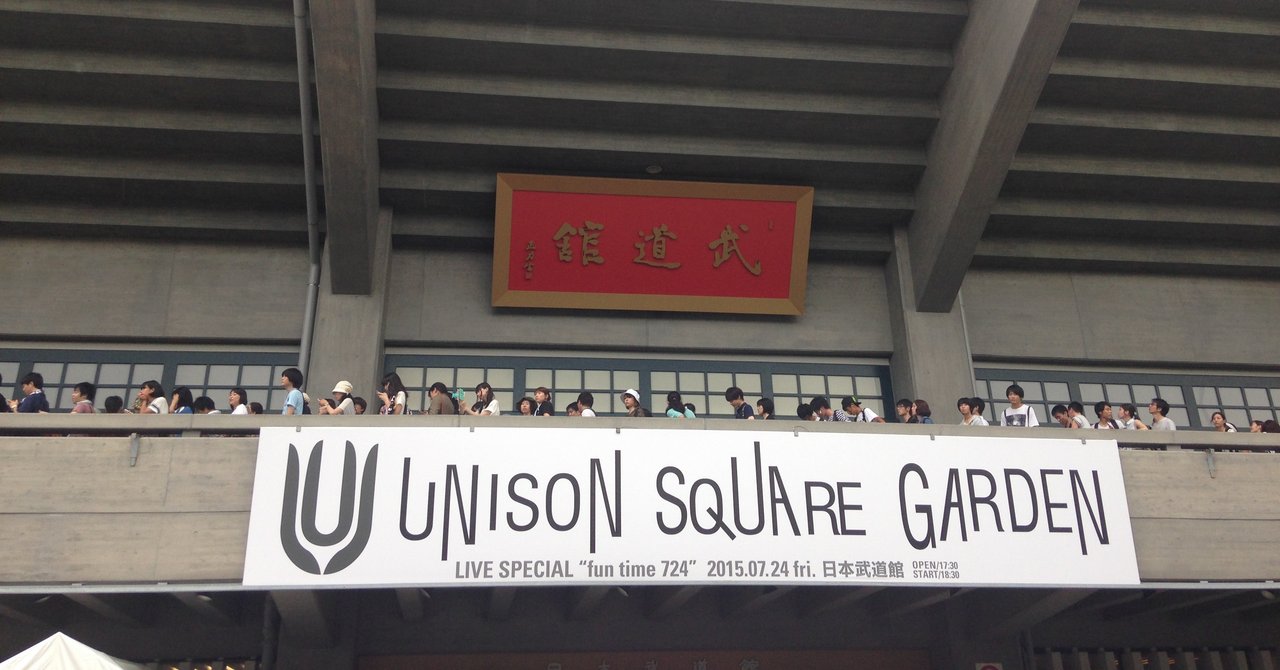 武道館
UNISON SQUARE GARDEN
LIVE SPECIAL “fun time 724” 2015.07.24 fri. 日本武道館 OPEN/17:30
START/18:30